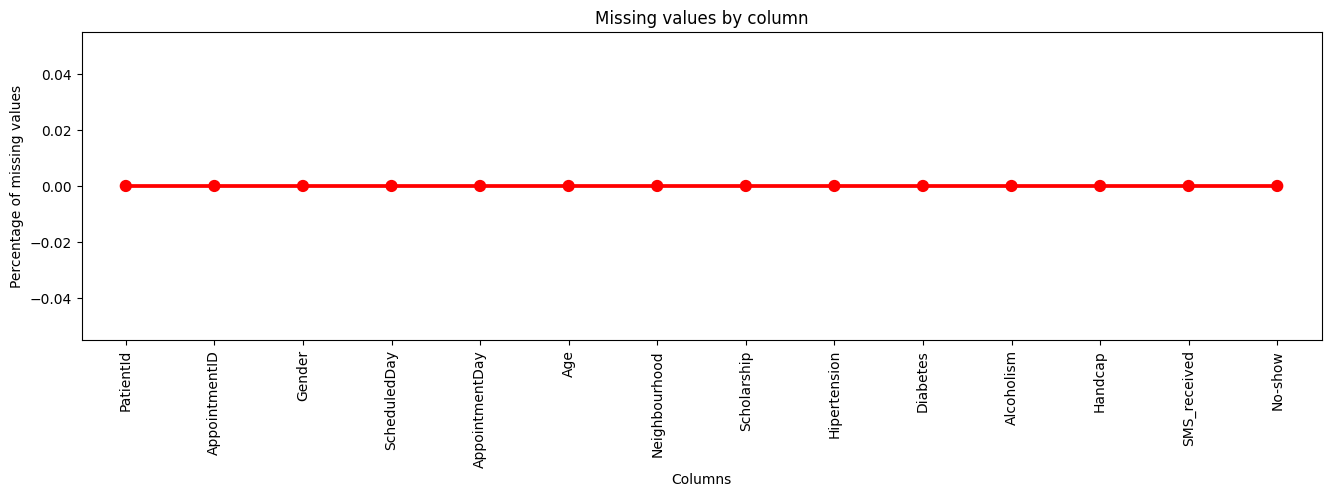 Missing values by column
Percentage of missing values
0.04
0.02
0.00
−0.02
−0.04
PatientId
AppointmentID
Gender
ScheduledDay
AppointmentDay
Age
Neighbourhood
Scholarship
Hipertension
Diabetes
Alcoholism
Handcap
SMS_received
No-show
Columns